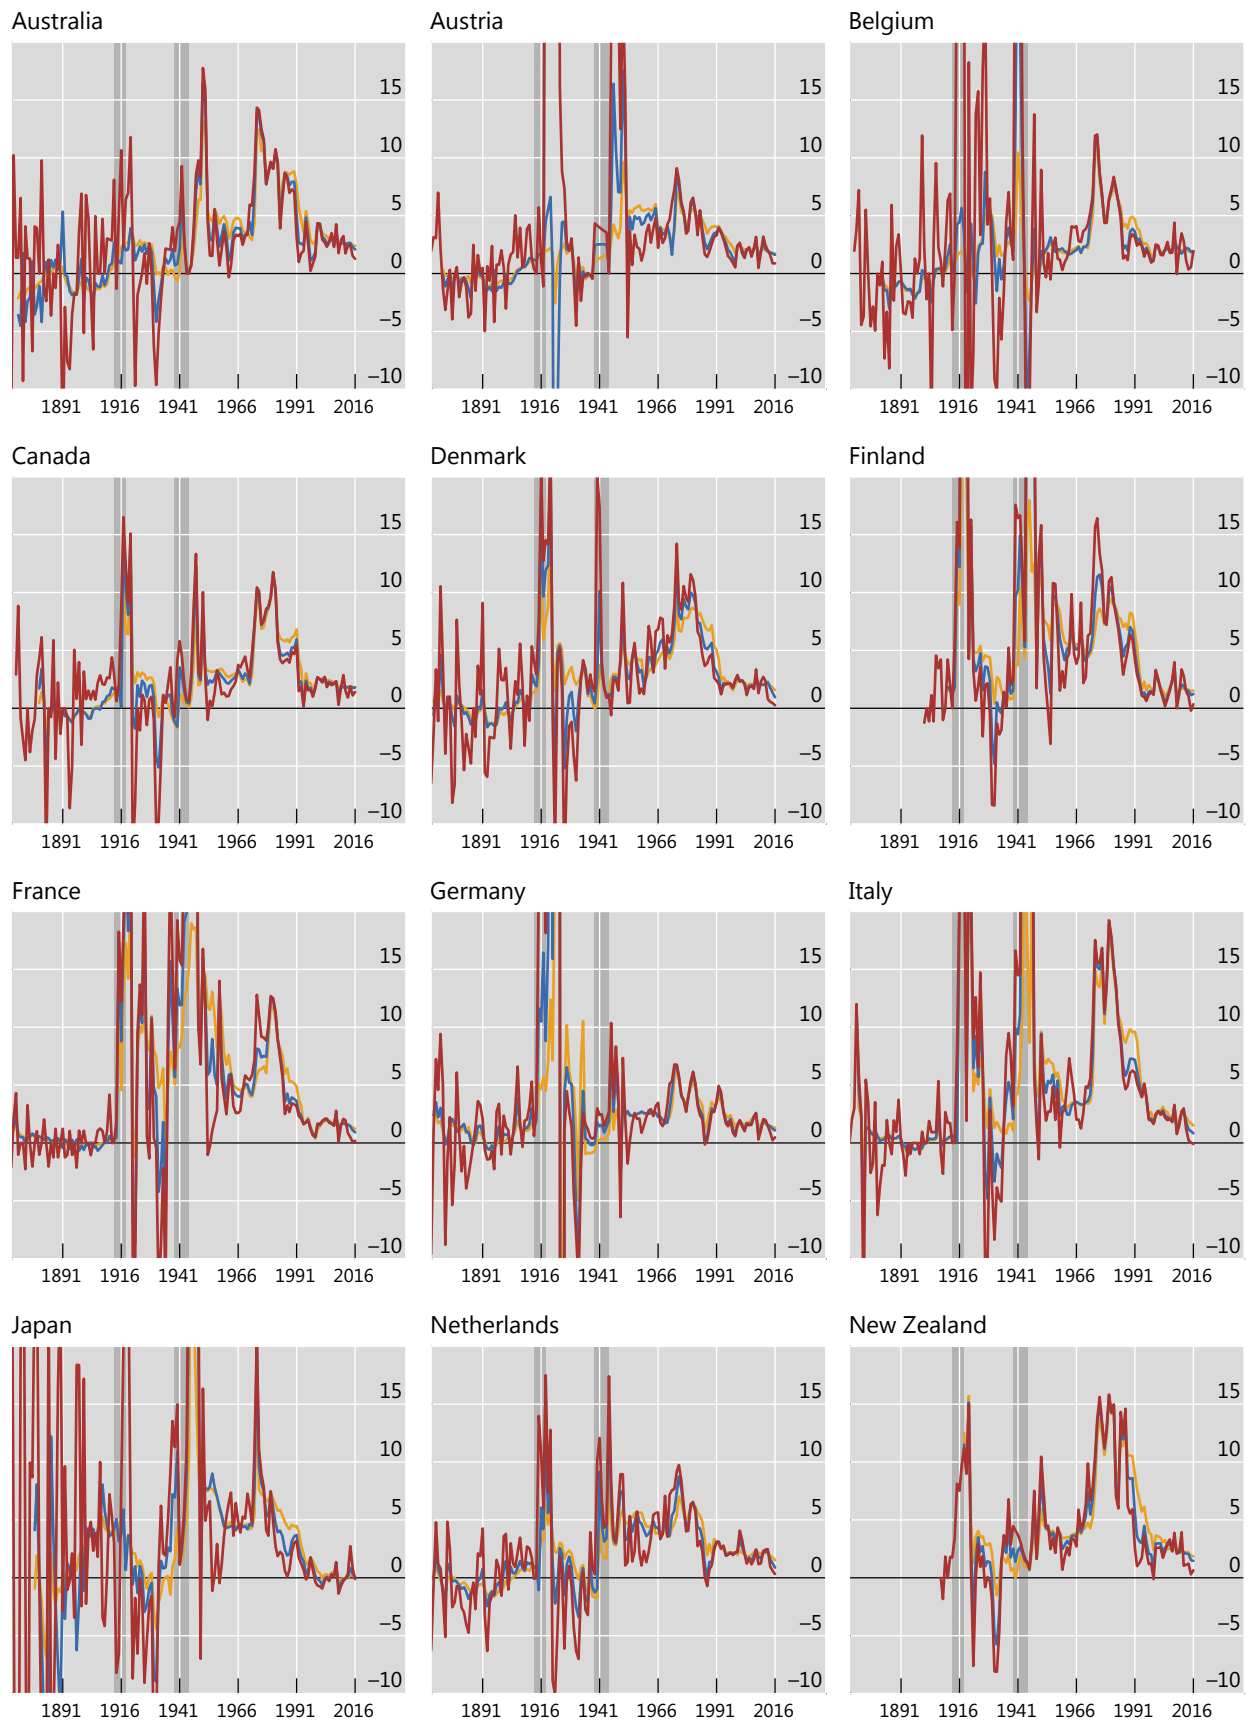 Australia Austria Belgium
15 15 15
10 10 10
5 5 5
0 0 0
−5 −5 −5
−10 −10 −10
1891 1916 1941 1966 1991 2016 1891 1916 1941 1966 1991 2016 1891 1916 1941 1966 1991 2016
Canada Denmark Finland
15 15 15
10 10 10
5 5 5
0 0 0
−5 −5 −5
−10 −10 −10
1891 1916 1941 1966 1991 2016 1891 1916 1941 1966 1991 2016 1891 1916 1941 1966 1991 2016
France Germany Italy
15 15 15
10 10 10
5 5 5
0 0 0
−5 −5 −5
−10 −10 −10
1891 1916 1941 1966 1991 2016 1891 1916 1941 1966 1991 2016 1891 1916 1941 1966 1991 2016
Japan Netherlands New Zealand
15 15 15
10 10 10
5 5 5
0 0 0
−5 −5 −5
−10 −10 −10
1891 1916 1941 1966 1991 2016 1891 1916 1941 1966 1991 2016 1891 1916 1941 1966 1991 2016